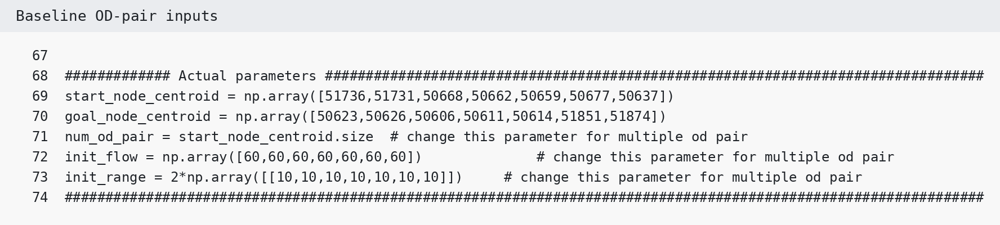 Baseline OD-pair inputs
67
68  ############# Actual parameters #################################################################################
69  start_node_centroid = np.array([51736,51731,50668,50662,50659,50677,50637])
70  goal_node_centroid = np.array([50623,50626,50606,50611,50614,51851,51874])
71  num_od_pair = start_node_centroid.size  # change this parameter for multiple od pair
72  init_flow = np.array([60,60,60,60,60,60,60])              # change this parameter for multiple od pair
73  init_range = 2*np.array([[10,10,10,10,10,10,10]])     # change this parameter for multiple od pair
74  #################################################################################################################